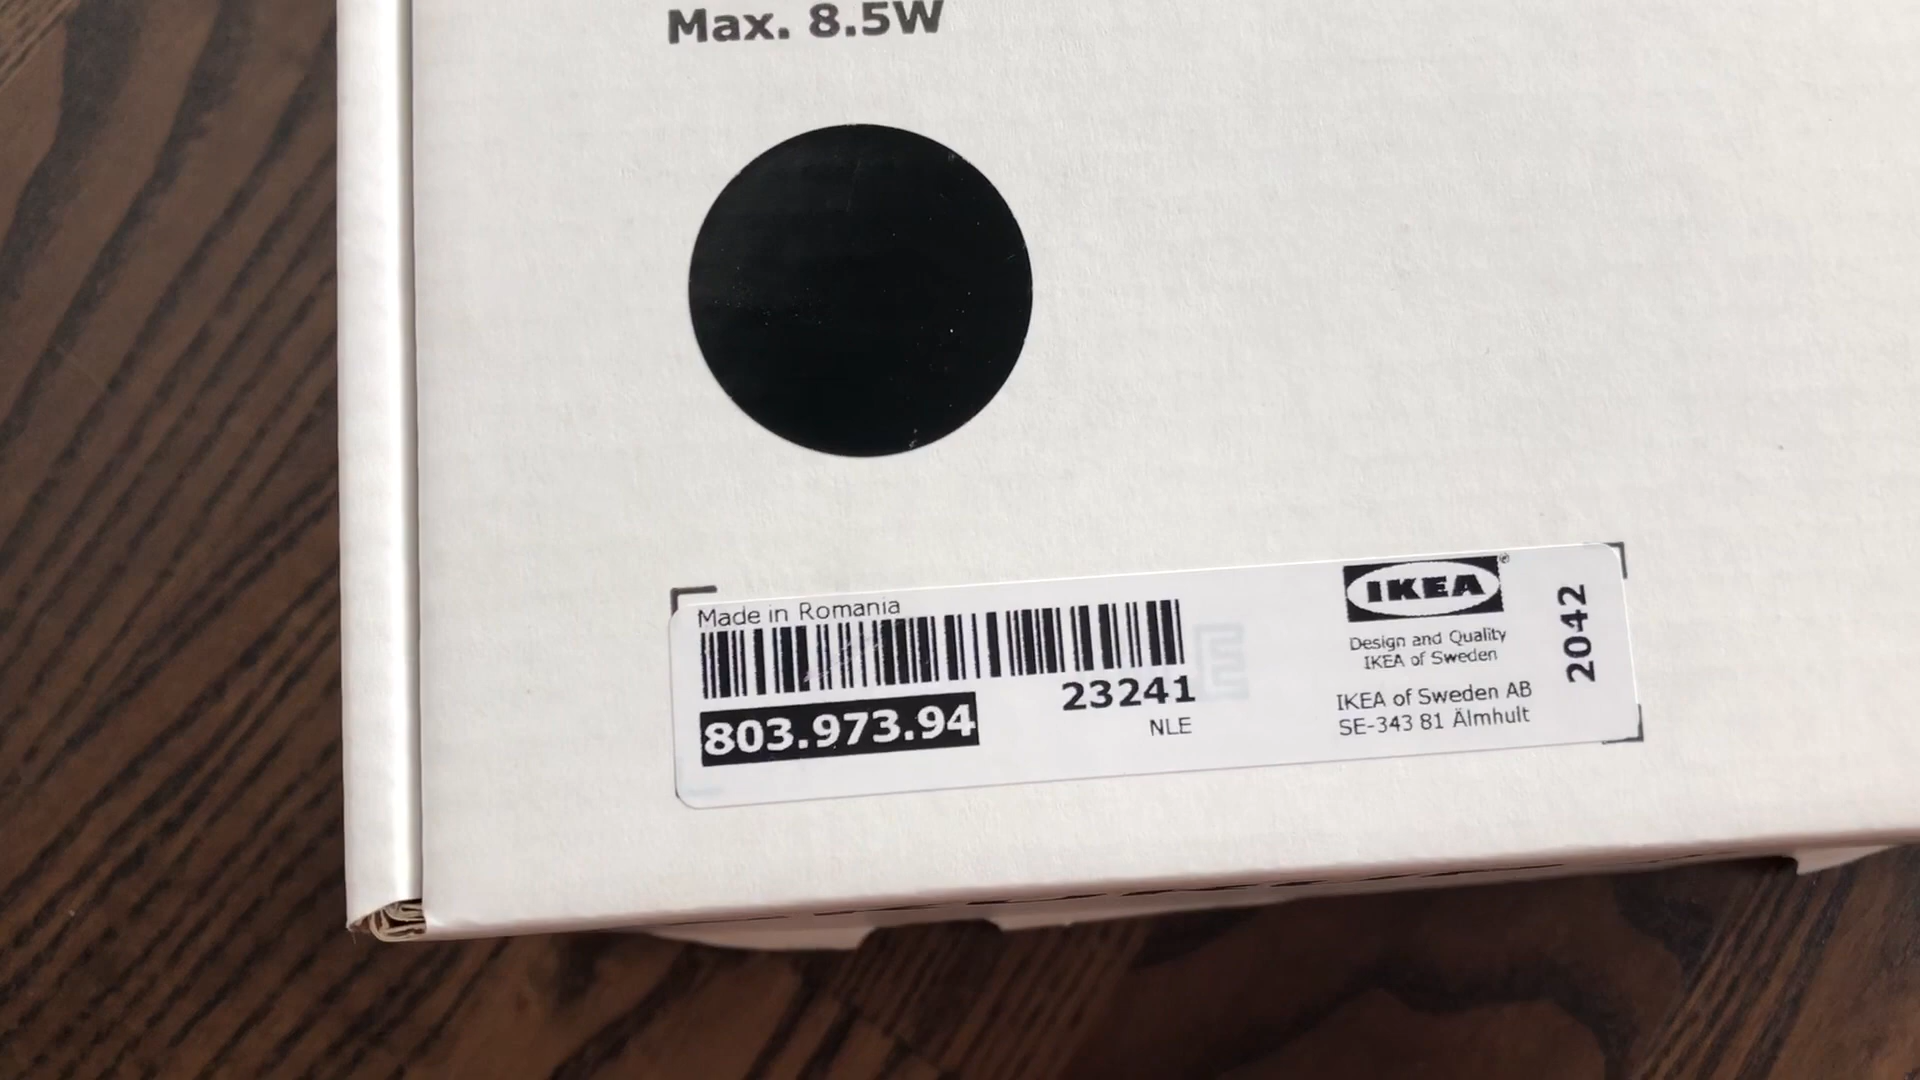 Max. 8.5W
Made in Romania
803.973.94
23241
NLE
IKEA®
Design and Quality
IKEA of Sweden
IKEA of Sweden AB
SE-343 81 Älmhult
2042